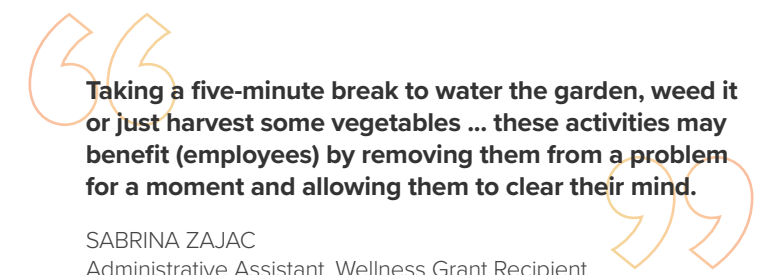 Taking a five-minute break to water the garden, weed it
or just harvest some vegetables ... these activities may
benefit (employees) by removing them from a problem
for a moment and allowing them to clear their mind.
SABRINA ZAJAC
Administrative Assistant, Wellness Grant Recipient